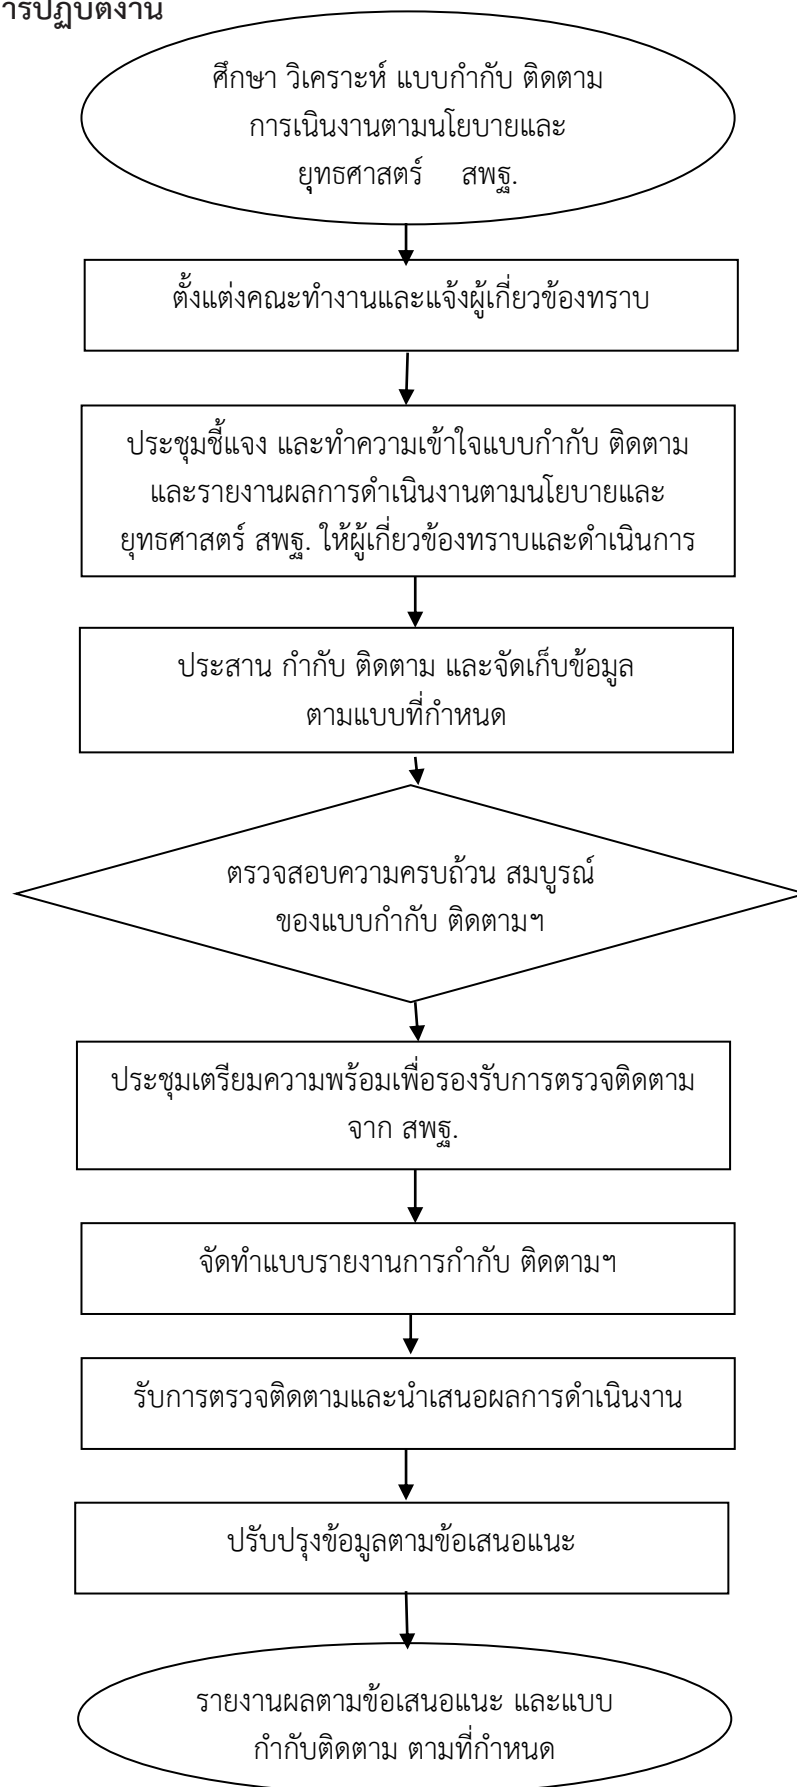 ารปฏิบัติงาน
ศึกษา วิเคราะห์ แบบกำกับ ติดตาม
การเนินงานตามนโยบายและ
ยุทธศาสตร์ สพฐ.
ตั้งแต่งคณะทำงานและแจ้งผู้เกี่ยวข้องทราบ
ประชุมชี้แจง และทำความเข้าใจแบบกำกับ ติดตาม
และรายงานผลการดำเนินงานตามนโยบายและ
ยุทธศาสตร์ สพฐ. ให้ผู้เกี่ยวข้องทราบและดำเนินการ
ประสาน กำกับ ติดตาม และจัดเก็บข้อมูล
ตามแบบที่กำหนด
ตรวจสอบความครบถ้วน สมบูรณ์
ของแบบกำกับ ติดตามฯ
ประชุมเตรียมความพร้อมเพื่อรองรับการตรวจติดตาม
จาก สพฐ.
จัดทำแบบรายงานการกำกับ ติดตามฯ
รับการตรวจติดตามและนำเสนอผลการดำเนินงาน
ปรับปรุงข้อมูลตามข้อเสนอแนะ
รายงานผลตามข้อเสนอแนะ และแบบ
กำกับติดตาม ตามที่กำหนด